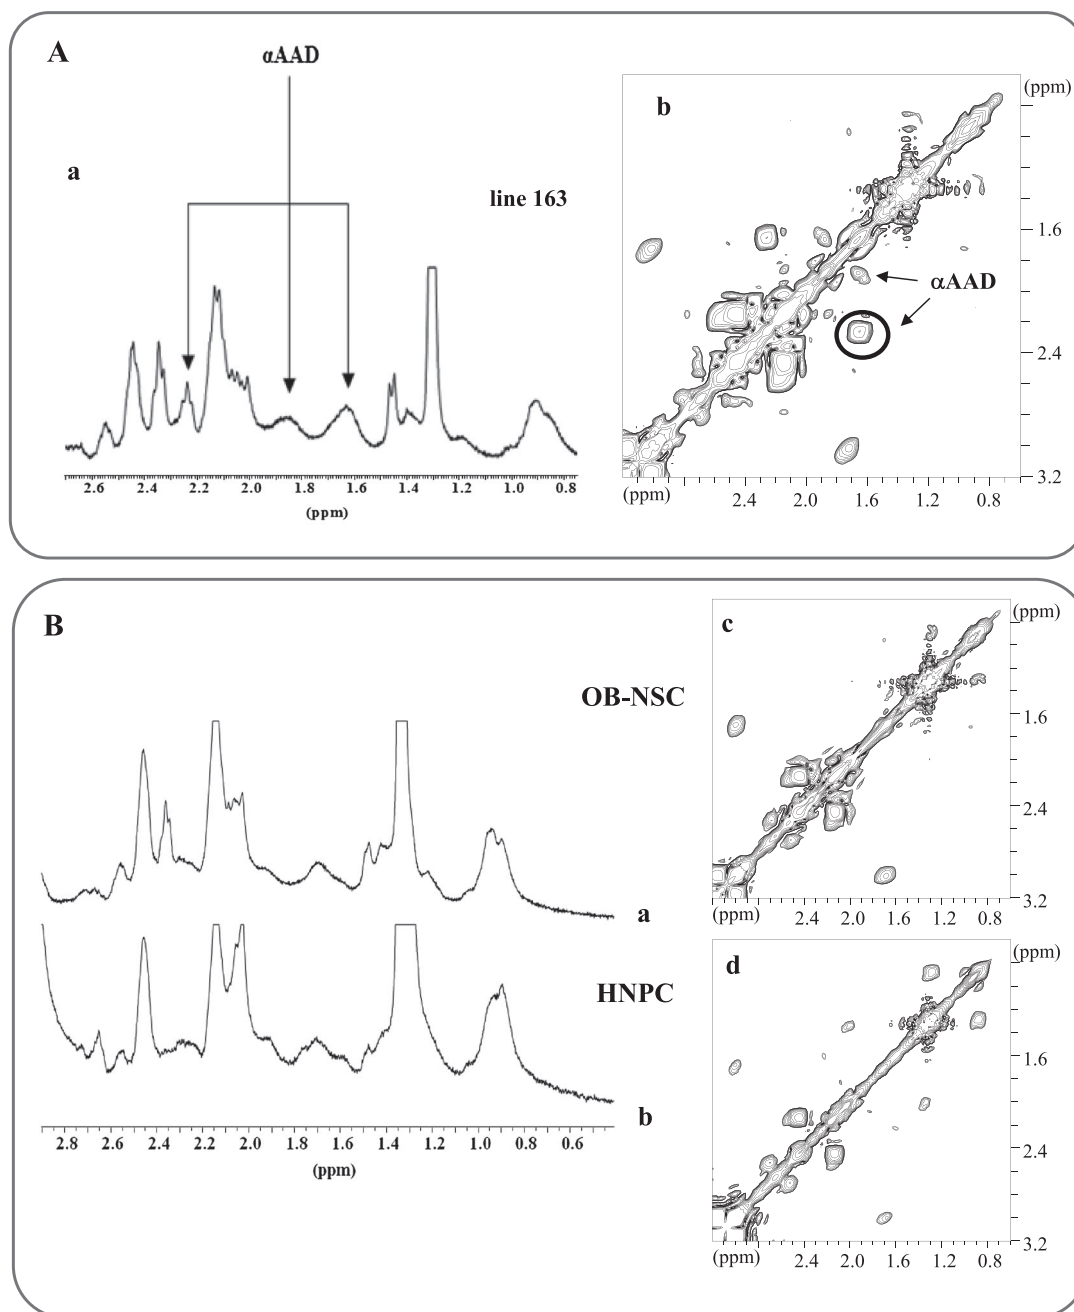 A
αAAD
a
line 163
2.6 2.4 2.2 2.0 1.8 1.6 1.4 1.2 1.0 0.8
(ppm)
b
(ppm)
1.6
αAAD
2.4
3.2
(ppm) 2.4 2.0 1.6 1.2 0.8
B
OB-NSC
a
HNPC
b
2.8 2.6 2.4 2.2 2.0 1.8 1.6 1.4 1.2 1.0 0.8 0.6
(ppm)
c
(ppm)
1.6
2.4
3.2
(ppm) 2.4 2.0 1.6 1.2 0.8
d
(ppm)
1.6
2.4
3.2
(ppm) 2.4 2.0 1.6 1.2 0.8